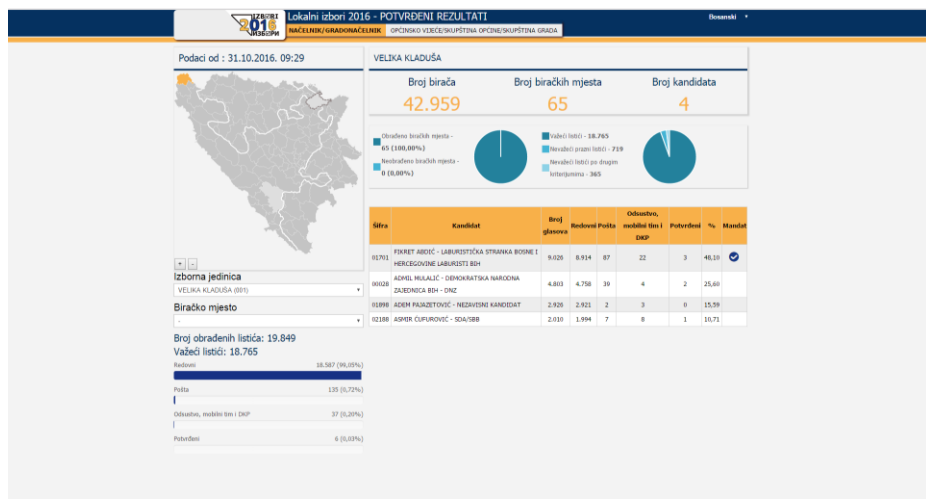 IZBORI
2016
ИЗБОРИ
Lokalni izbori 2016 - POTVRĐENI REZULTATI
Bosanski
NAČELNIK/GRADONAČELNIK OPĆINSKO VIJEĆE/SKUPŠTINA OPĆINE/SKUPŠTINA GRADA
Podaci od : 31.10.2016. 09:29
VELIKA KLADUŠA
Broj birača Broj biračkih mjesta Broj kandidata
42.959 65 4
Obrađeno biračkih mjesta -
65 (100,00%)
Neobrađeno biračkih mjesta -
0 (0,00%)
Važeći listići - 18.765
Nevažeći prazni listići - 719
Nevažeći listići po drugim
kriterijumima - 365
Šifra Kandidat Broj glasova Redovni Pošta Odsustvo, mobilni tim i DKP Potvrđeni % Mandat
01701 FIKRET ABDIĆ - LABURISTIČKA STRANKA BOSNE I HERCEGOVINE LABURISTI BIH 9.026 8.914 87 22 3 48,10
00028 ADMIL MULALIĆ - DEMOKRATSKA NARODNA ZAJEDNICA BIH - DNZ 4.803 4.758 39 4 2 25,60
01898 ADEM PAJAZETOVIĆ - NEZAVISNI KANDIDAT 2.926 2.921 2 3 0 15,59
02188 ASMIR ĆUFUROVIĆ - SDA/SBB 2.010 1.994 7 8 1 10,71
+ -
Izborna jedinica
VELIKA KLADUŠA (001)
Biračko mjesto
-
Broj obrađenih listića: 19.849
Važeći listići: 18.765
Redovni 18.587 (99,05%)
Pošta 135 (0,72%)
Odsustvo, mobilni tim i DKP 37 (0,20%)
Potvrđeni 6 (0,03%)